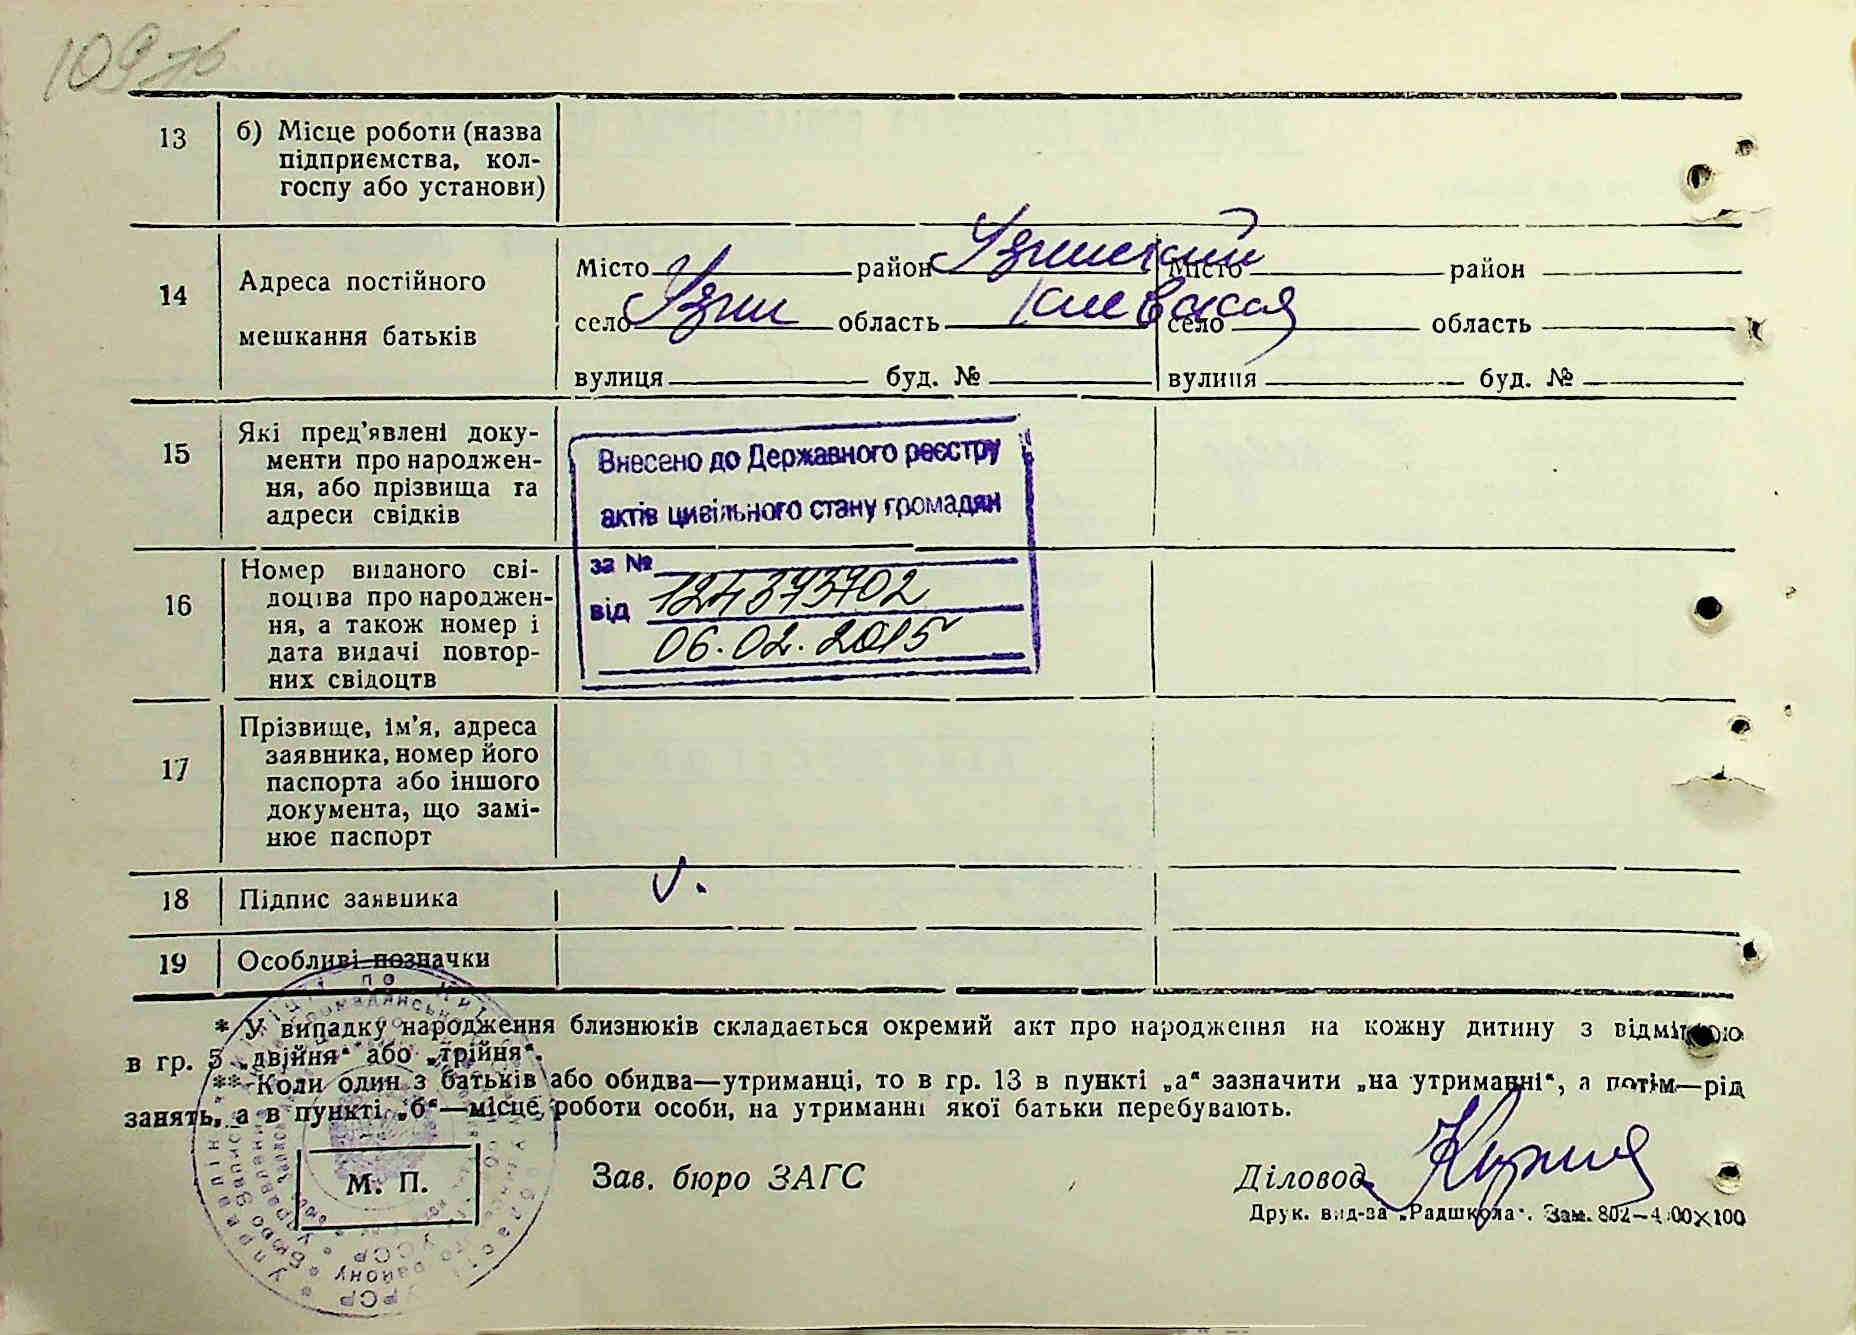 109
13 б) Місце роботи (назва
підприємства, кол-
госпу або установи)
14 Адреса постійного
мешкання батьків
Місто район Узинский
село Узин область Киевская
вулиця буд. №
Місто район
село область
вулиця буд. №
15 Які пред'явлені доку-
менти про народжен-
ня, або прізвища та
адреси свідків
Внесено до Державного реєстру
актів цивільного стану громадян
за №
від 124373702
06.02.2015
16 Номер виданого сві-
доцтва про народжен-
ня, а також номер і
дата видачі повтор-
них свідоцтв
17 Прізвище, ім'я, адреса
заявника, номер його
паспорта або іншого
документа, що замі-
нює паспорт
18 Підпис заявника
19 Особливі позначки
* У випадку народження близнюків складається окремий акт про народження на кожну дитину з відміткою
в гр. 5 „двійня“ або „трійня“.
** Коли один з батьків або обидва—утриманці, то в гр. 13 в пункті „а“ зазначити „на утриманні“, а потім—рід
занять, а в пункті „б“—місце роботи особи, на утриманні якої батьки перебувають.
М. П.
Зав. бюро ЗАГС
Діловод
Друк. вид-ва „Радшкола“. Зам. 802—4.00×100